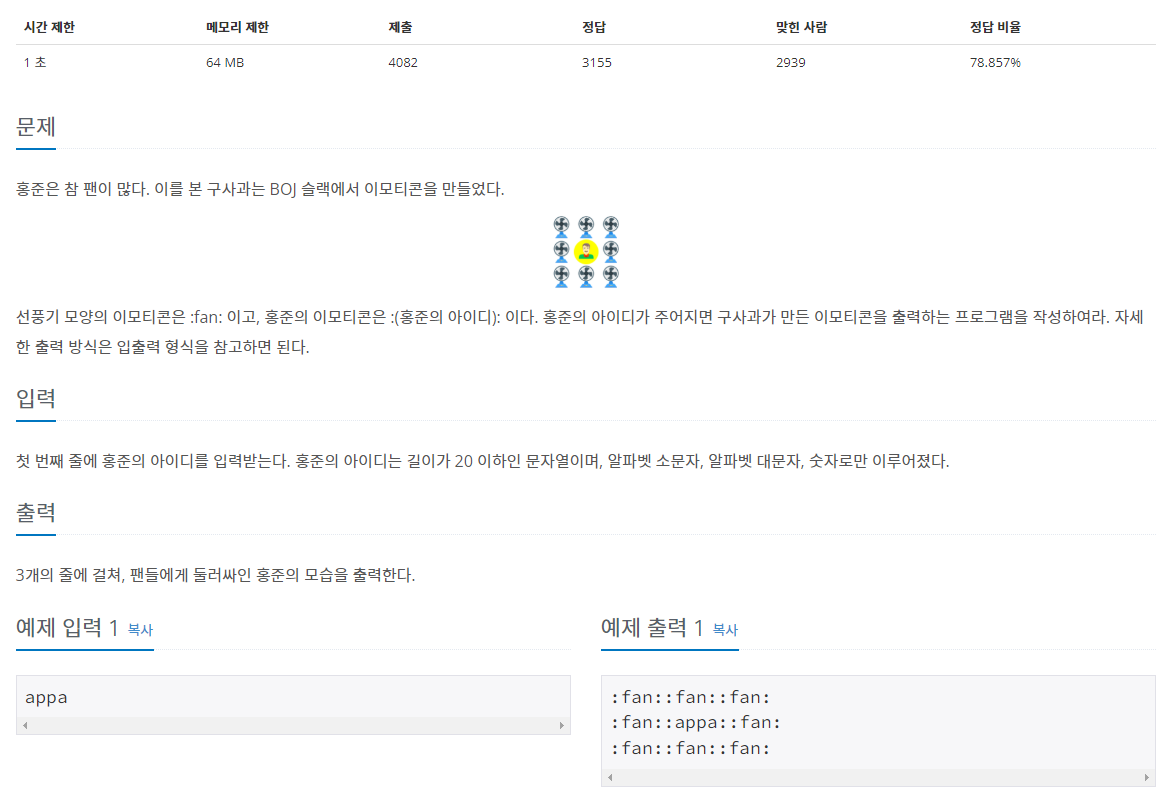 시간 제한 메모리 제한 제출 정답 맞힌 사람 정답 비율
1 초 64 MB 4082 3155 2939 78.857%
문제
홍준은 참 팬이 많다. 이를 본 구사과는 BOJ 슬랙에서 이모티콘을 만들었다.
선풍기 모양의 이모티콘은 :fan: 이고, 홍준의 이모티콘은 :(홍준의 아이디): 이다. 홍준의 아이디가 주어지면 구사과가 만든 이모티콘을 출력하는 프로그램을 작성하여라. 자세
한 출력 방식은 입출력 형식을 참고하면 된다.
입력
첫 번째 줄에 홍준의 아이디를 입력받는다. 홍준의 아이디는 길이가 20 이하인 문자열이며, 알파벳 소문자, 알파벳 대문자, 숫자로만 이루어졌다.
출력
3개의 줄에 걸쳐, 팬들에게 둘러싸인 홍준의 모습을 출력한다.
예제 입력 1 복사
appa
예제 출력 1 복사
:fan::fan::fan:
:fan::appa::fan:
:fan::fan::fan: